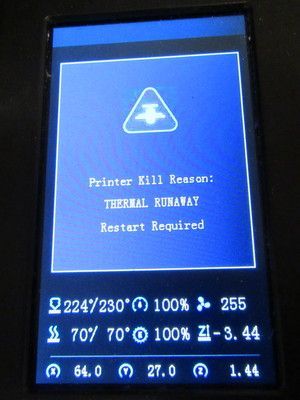 Printer Kill Reason:
THERMAL RUNAWAY
Restart Required
224°/230° 100% 255
70/ 70° E 100% Z -3.44
X 64.0 Y 27.0 Z 1.44